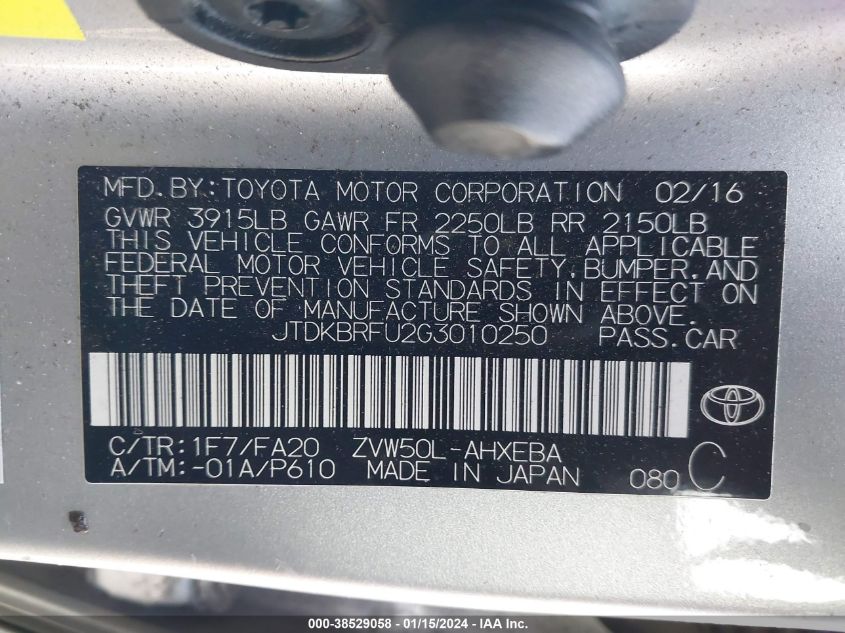 MFD.BY:TOYOTA MOTOR CORPORATION 02/16
GVWR 3915LB GAWR FR 2250LB RR 2150LB
THIS VEHICLE CONFORMS TO ALL APPLICABLE
FEDERAL MOTOR VEHICLE SAFETY,BUMPER,AND
THEFT PREVENTION STANDARDS IN EFFECT ON
THE DATE OF MANUFACTURE SHOWN ABOVE.
JTDKBRFU2G3010250 PASS.CAR
C/TR:1F7/FA20 ZVW50L-AHXEBA
A/TM:-01A/P610 MADE IN JAPAN 080 C
000-38529058 - 01/15/2024 - IAA Inc.